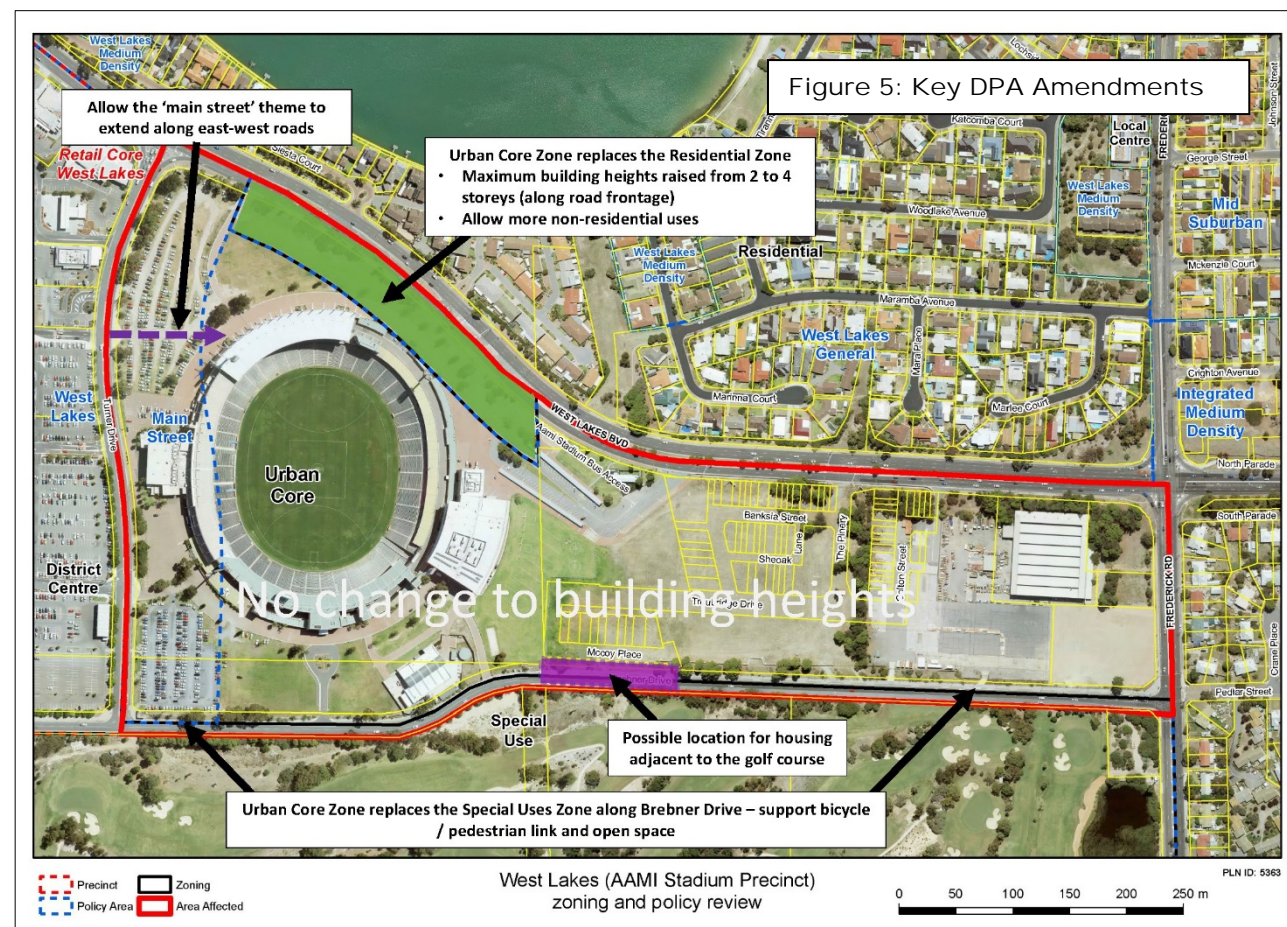 Figure 5: Key DPA Amendments
West Lakes
Medium
Density
Allow the ‘main street’ theme to
extend along east-west roads
Retail Core
West Lakes
Siesta Court
Urban Core Zone replaces the Residential Zone
• Maximum building heights raised from 2 to 4
storeys (along road frontage)
• Allow more non-residential uses
Katcomba Court
Local
Centre
Johnson Street
George Street
Woodlake Avenue
West Lakes
Medium
Density
Mid
Suburban
West Lakes
Medium
Density
Residential
Mckenzie Court
Maramba Avenue
West Lakes
General
Mara Place
Crighton Avenue
Manena Court
Marlee Court
Integrated
Medium
Density
North Parade
West
Lakes
Turner Drive
Main
Street
WEST LAKES BVD
Aami Stadium Bus Access
Urban
Core
South Parade
Banksia Street
Sheoak
Lane
The Pinery
District
Centre
No change to building heights
FREDERICK RD
Crane Place
Mccoy Place
Pedlar Street
Special
Use
Possible location for housing
adjacent to the golf course
Urban Core Zone replaces the Special Uses Zone along Brebner Drive – support bicycle
/ pedestrian link and open space
PLN ID: 5363
Precinct
Zoning
Policy Area
Area Affected
West Lakes (AAMI Stadium Precinct)
zoning and policy review
0 50 100 150 200 250 m